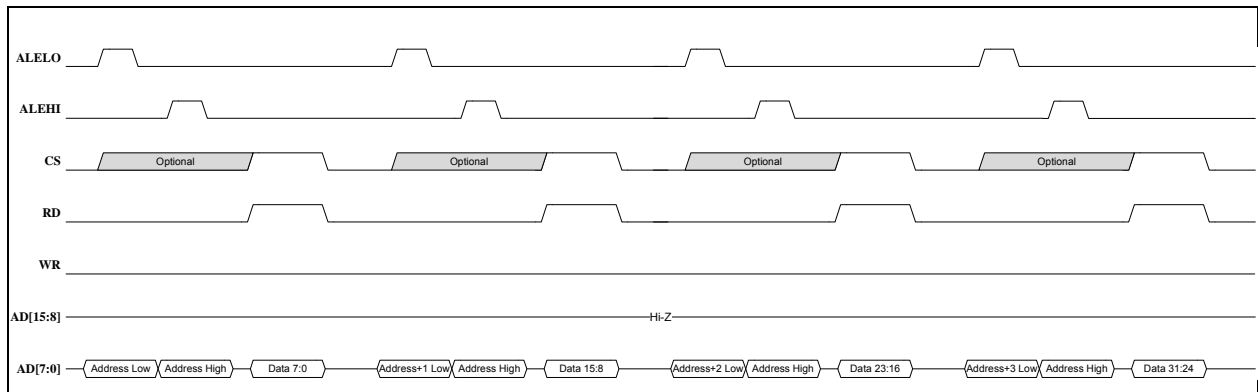 ALELO
ALEHI
CS Optional Optional Optional Optional
RD
WR
AD[15:8] Hi-Z
AD[7:0] Address Low Address High Data 7:0 Address+1 Low Address High Data 15:8 Address+2 Low Address High Data 23:16 Address+3 Low Address High Data 31:24